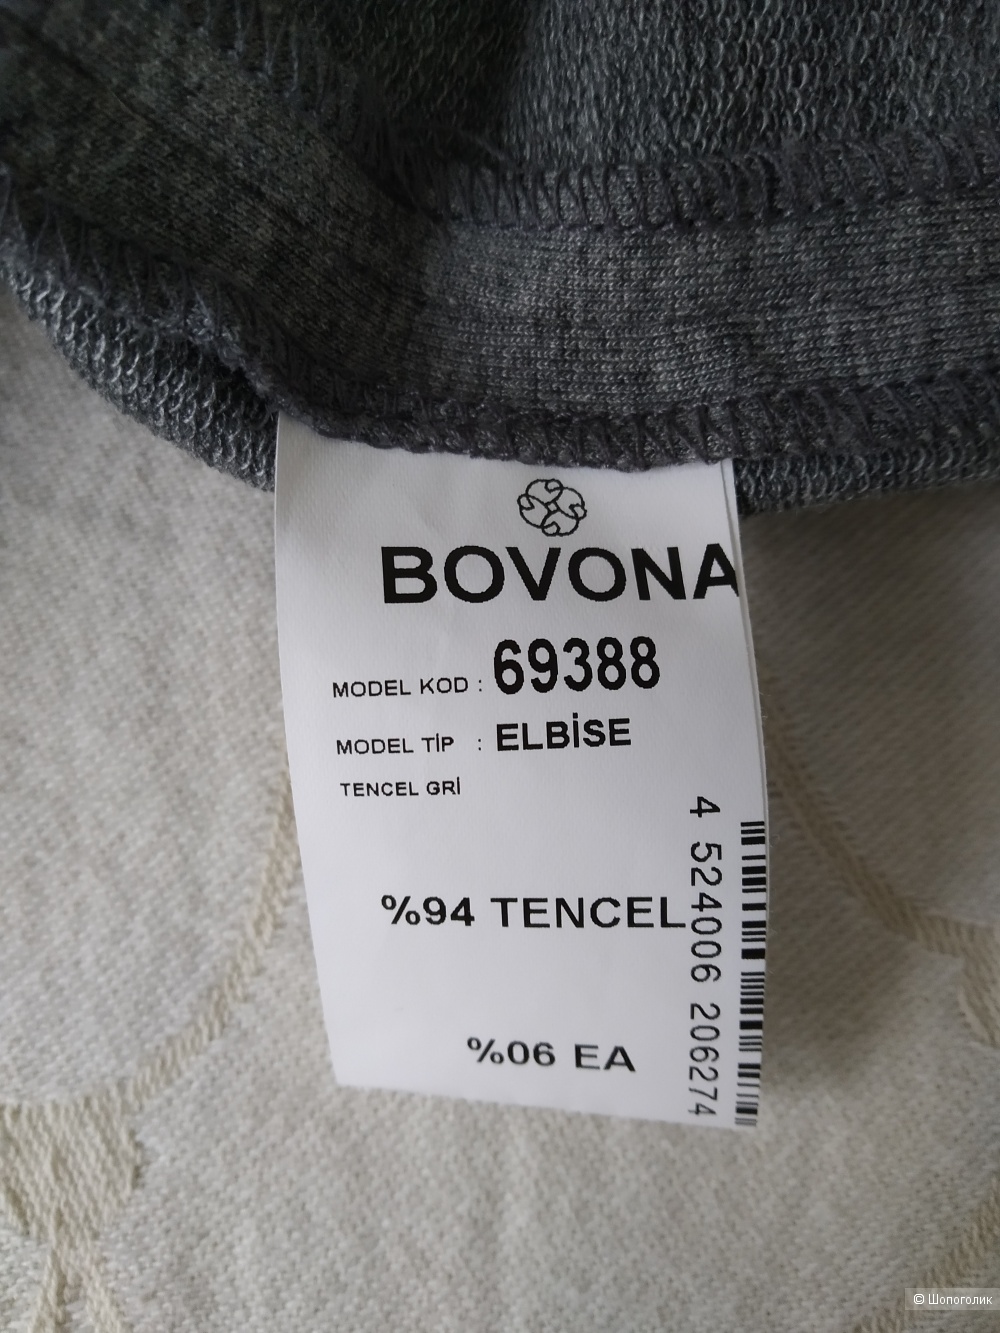 BOVONA
MODEL KOD : 69388
MODEL TİP : ELBİSE
TENCEL GRİ
%94 TENCEL
%06 EA
4 524006 206274
© Шопоголик